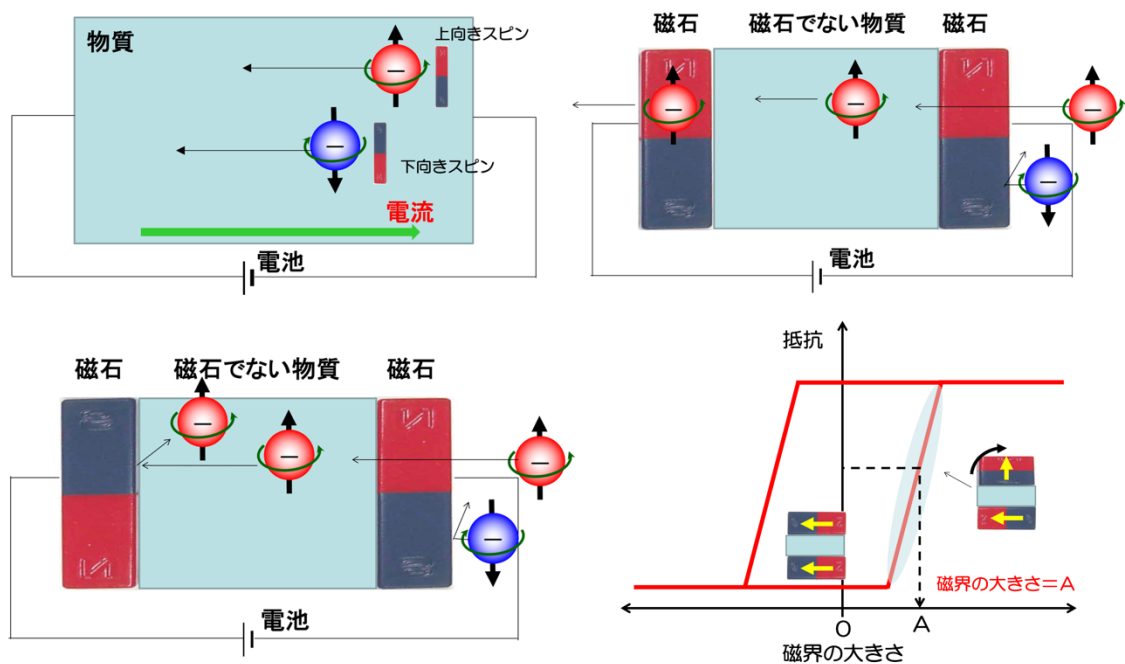 物質
上向きスピン
下向きスピン
電流
電池
磁石
磁石でない物質
磁石
N
N
S
S
電池
磁石
磁石でない物質
磁石
S
N
N
S
電池
抵抗
磁界の大きさ=A
O
A
磁界の大きさ